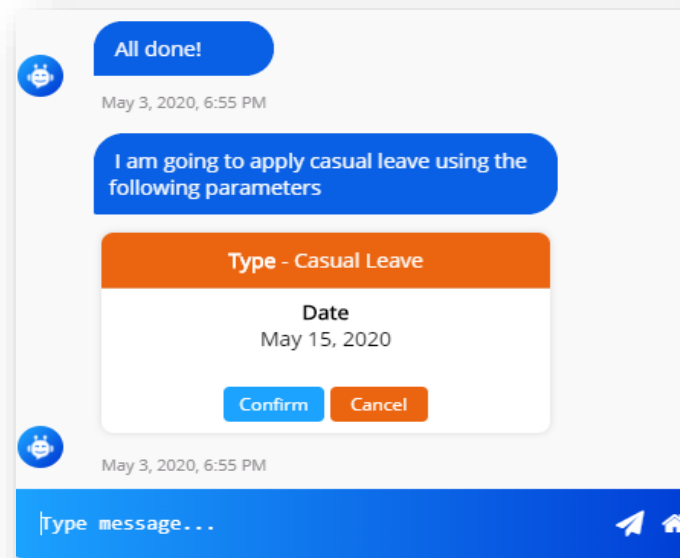 All done!
May 3, 2020, 6:55 PM
I am going to apply casual leave using the
following parameters
Type - Casual Leave
Date
May 15, 2020
Confirm Cancel
May 3, 2020, 6:55 PM
Type message...